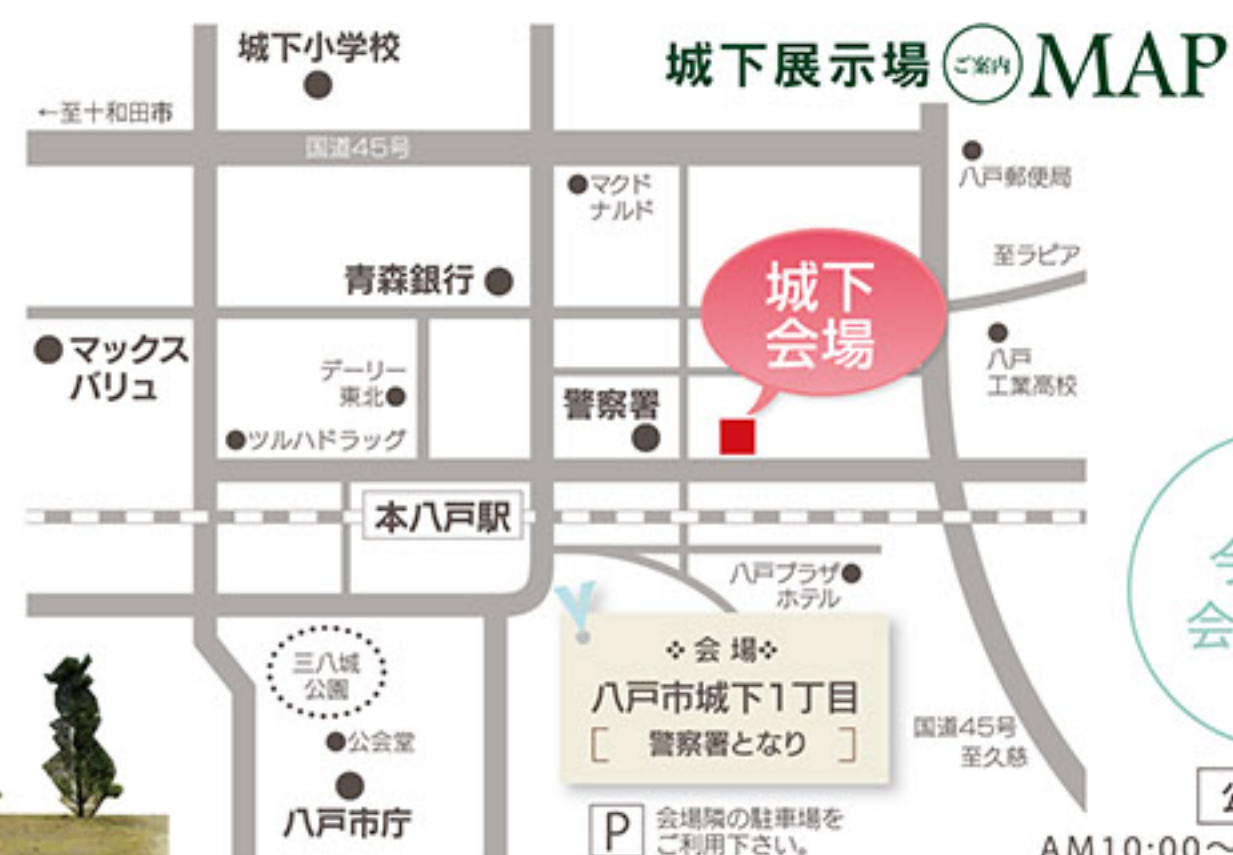 城下展示場 ご案内 MAP
城下小学校
←至十和田市
国道45号
八戸郵便局
マクド
ナルド
至ラピア
青森銀行
城下
会場
マックス
バリュ
デーリー
東北
八戸
工業高校
警察署
ツルハドラッグ
本八戸駅
八戸プラザ
ホテル
会場
八戸市城下1丁目
[ 警察署となり ]
三八城
公園
公会堂
八戸市庁
国道45号
至久慈
P 会場隣の駐車場を
ご利用下さい。
AM10:00～